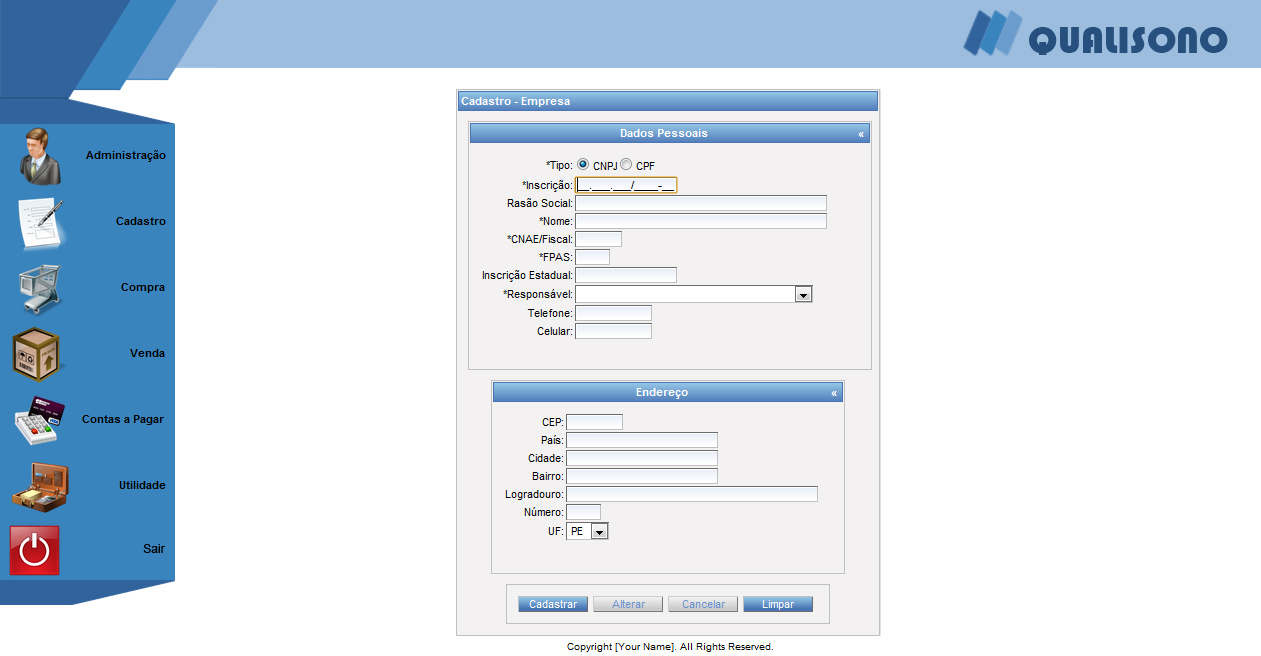 QUALISONO
Administração
Cadastro
Compra
Venda
Contas a Pagar
Utilidade
Sair
Cadastro - Empresa
Dados Pessoais «
*Tipo: CNPJ CPF
*Inscrição: __.___.___/____-__
Rasão Social:
*Nome:
*CNAE/Fiscal:
*FPAS:
Inscrição Estadual:
*Responsável:
Telefone:
Celular:
Endereço «
CEP:
País:
Cidade:
Bairro:
Logradouro:
Número:
UF: PE
Cadastrar Alterar Cancelar Limpar
Copyright [Your Name]. All Rights Reserved.